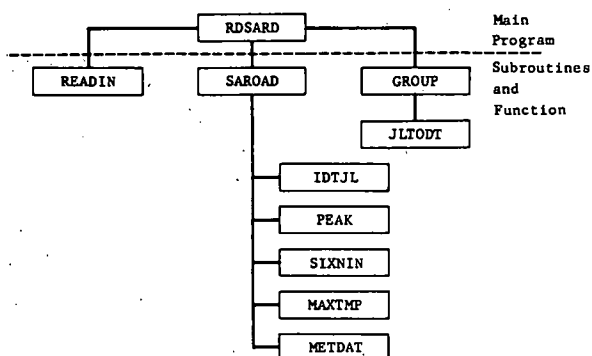 RDSARD
Main
Program
READIN
SAROAD
GROUP
Subroutines
and
Function
JLTODT
IDTJL
PEAK
SIXNIN
MAXTMP
METDAT